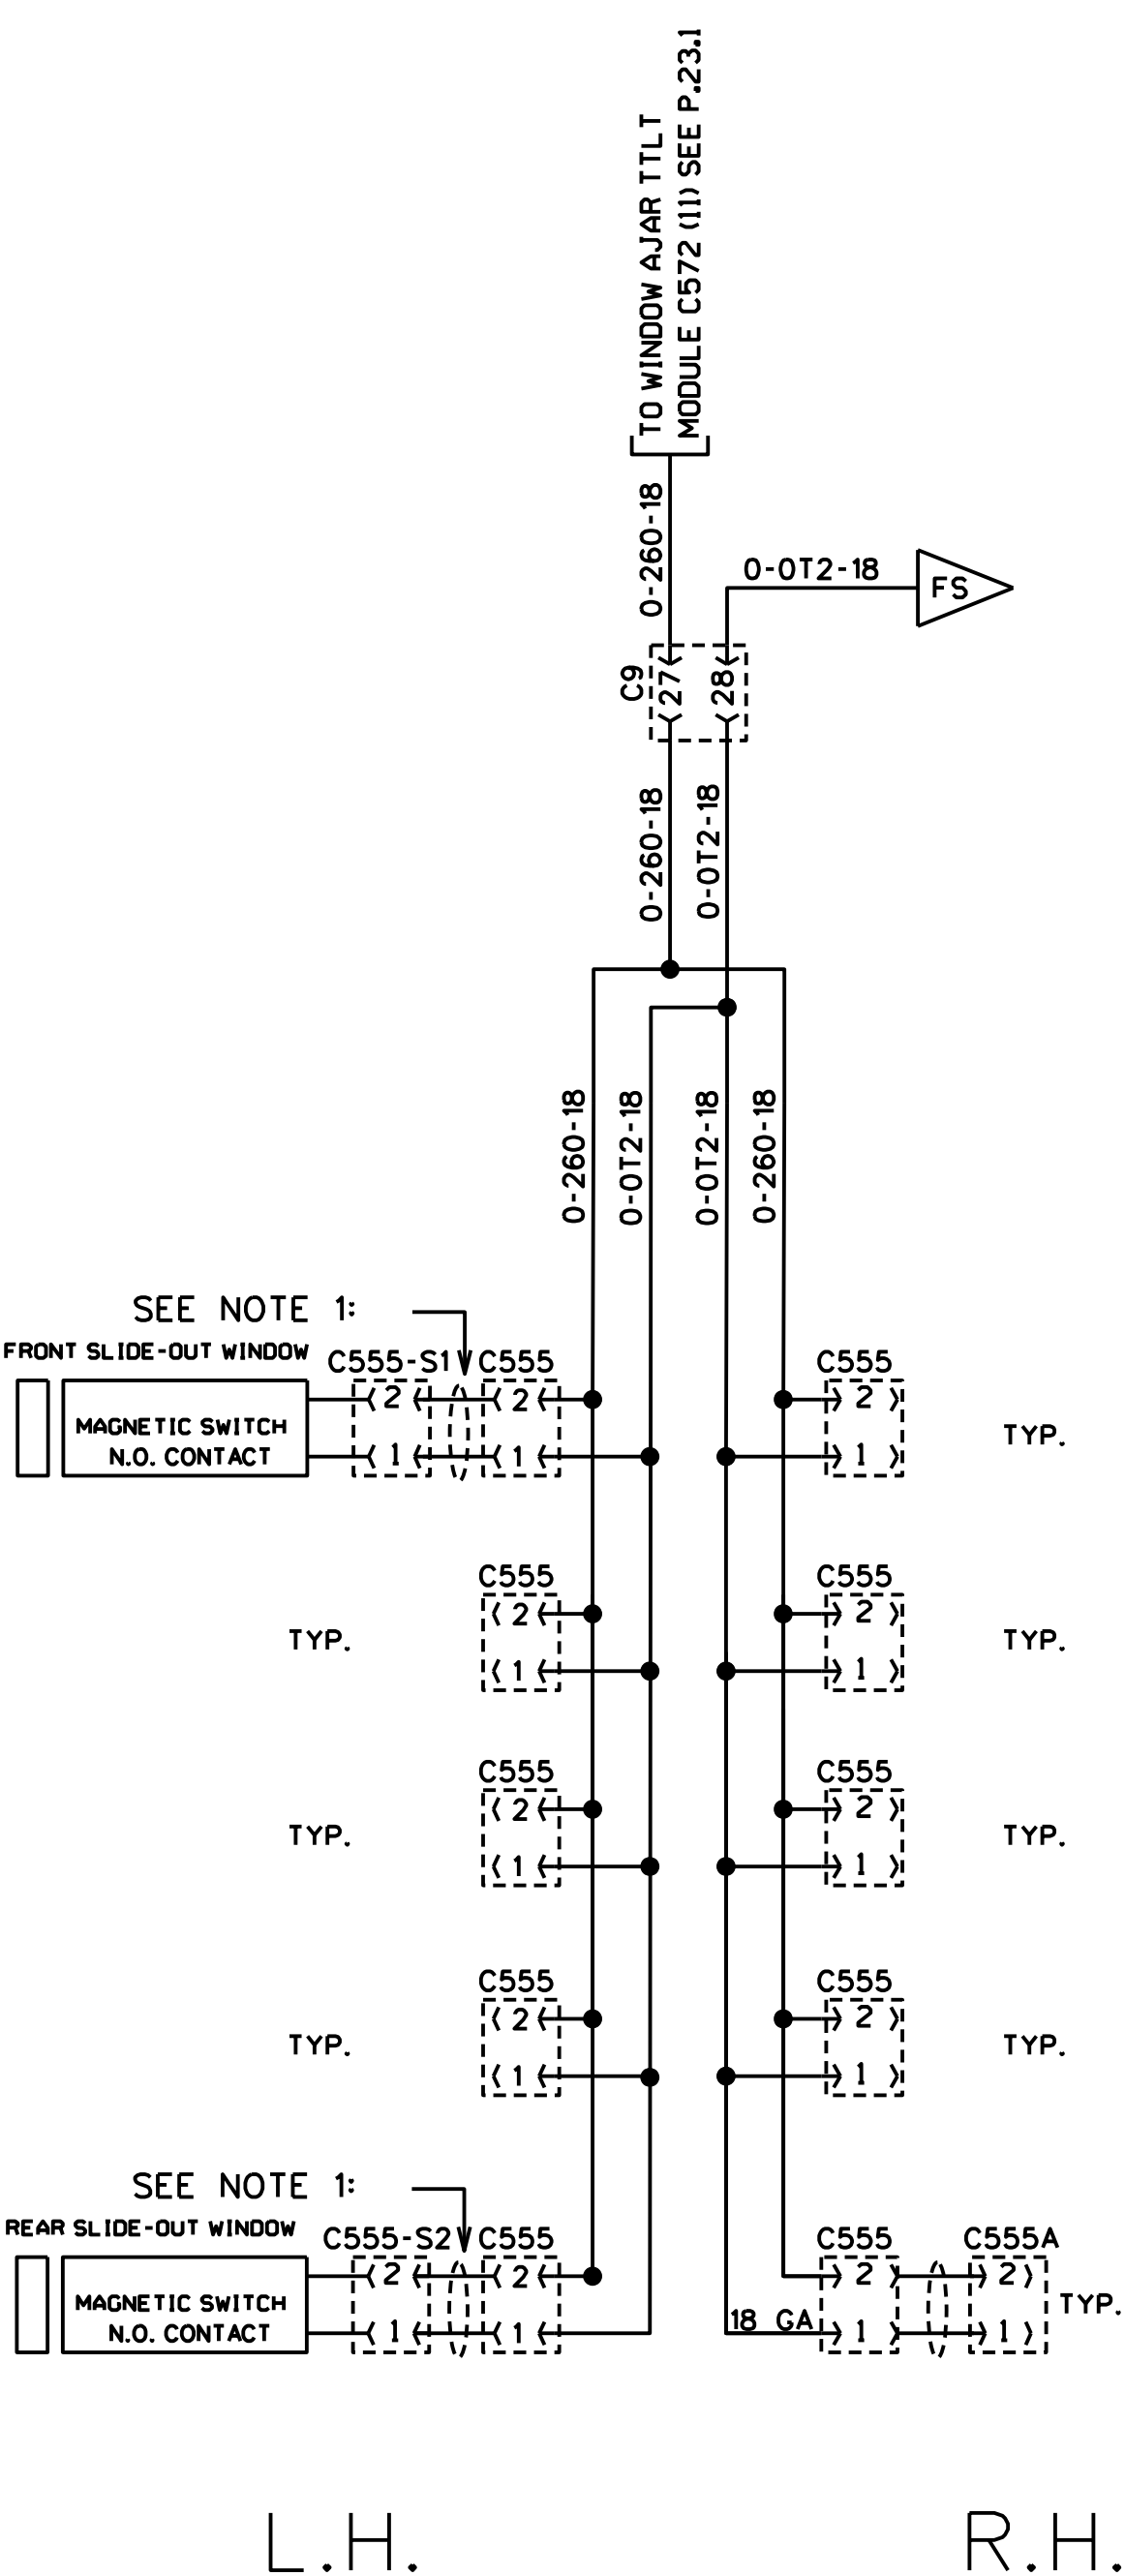 TO WINDOW AJAR TTLT
MODULE C572 (11) SEE P.23.1
0-260-18
0-0T2-18
FS
C9
27
28
0-260-18
0-0T2-18
0-260-18
0-0T2-18
0-0T2-18
0-260-18
SEE NOTE 1:
FRONT SLIDE-OUT WINDOW
C555-S1
C555
C555
2
2
2
MAGNETIC SWITCH
N.O. CONTACT
1
1
1
TYP.
C555
C555
2
2
TYP.
TYP.
1
1
C555
C555
2
2
TYP.
TYP.
1
1
C555
C555
2
2
TYP.
TYP.
1
1
SEE NOTE 1:
REAR SLIDE-OUT WINDOW
C555-S2
C555
C555
C555A
2
2
2
2
MAGNETIC SWITCH
N.O. CONTACT
1
1
18 GA
1
1
TYP.
L.H.
R.H.